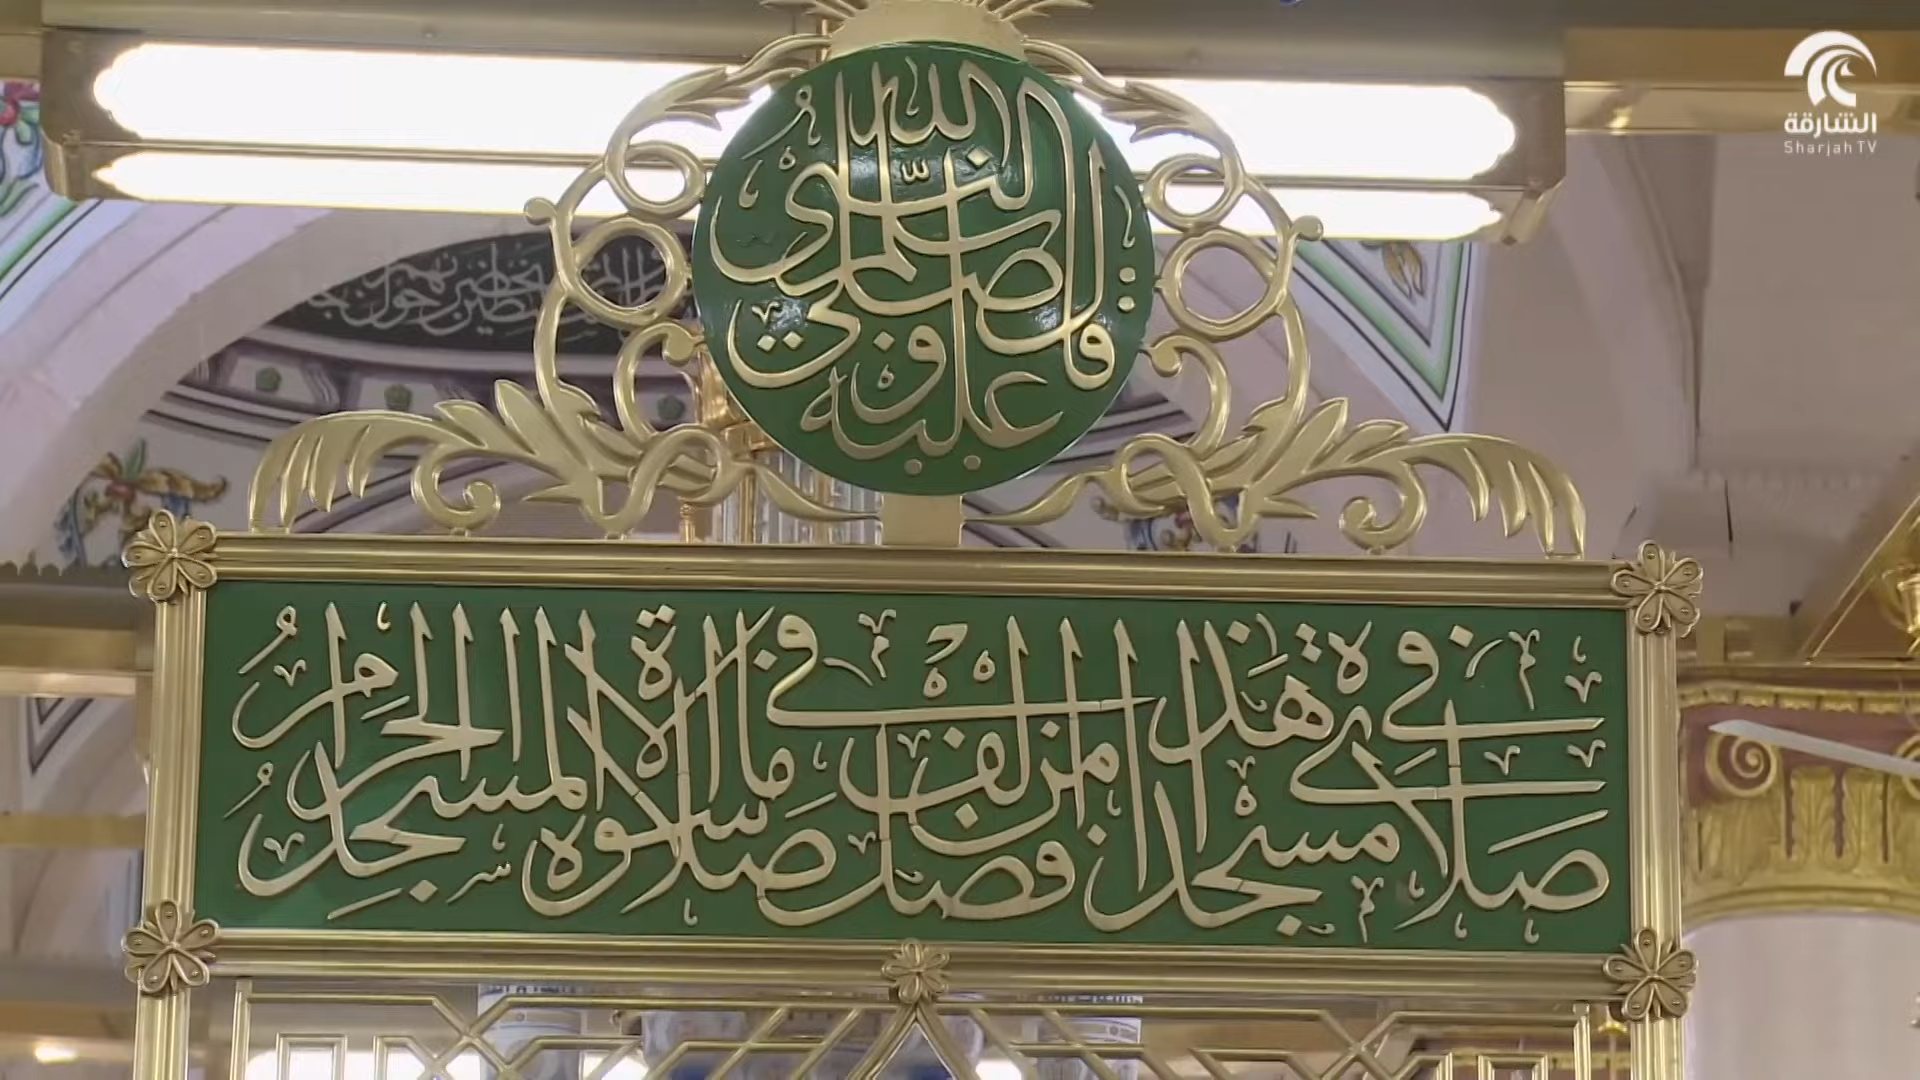 الشارقة
Sharjah TV
قال النبي صلى الله عليه وسلم
صلاة في مسجدي هذا أفضل من ألف صلاة فيما سواه إلا المسجد الحرام